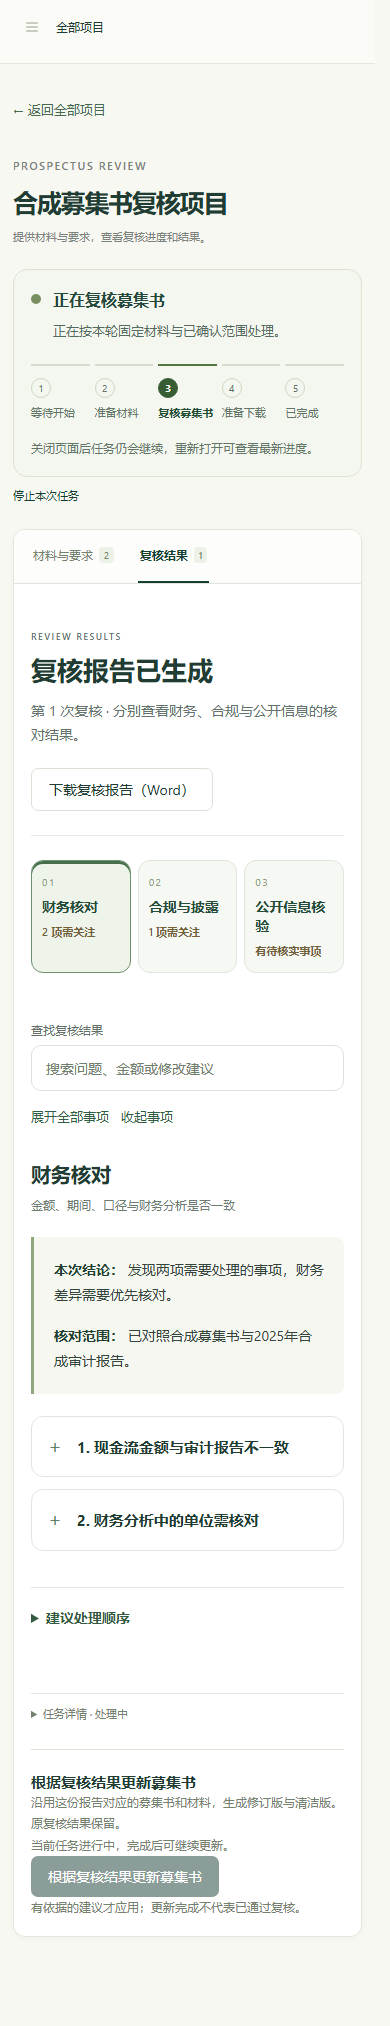 全部项目
← 返回全部项目
PROSPECTUS REVIEW
合成募集书复核项目
提供材料与要求，查看复核进度和结果。
正在复核募集书
正在按本轮固定材料与已确认范围处理。
1 2 3 4 5
等待开始 准备材料 复核募集书 准备下载 已完成
关闭页面后任务仍会继续，重新打开可查看最新进度。
停止本次任务
材料与要求 2 复核结果 1
REVIEW RESULTS
复核报告已生成
第 1 次复核 · 分别查看财务、合规与公开信息的核
对结果。
下载复核报告（Word）
01 02 03
财务核对 合规与披露 公开信息核
验
2 项需关注 1 项需关注 有待核实事项
查找复核结果
搜索问题、金额或修改建议
展开全部事项 收起事项
财务核对
金额、期间、口径与财务分析是否一致
本次结论： 发现两项需要处理的事项，财务
差异需要优先核对。
核对范围： 已对照合成募集书与2025年合
成审计报告。
+ 1. 现金流金额与审计报告不一致
+ 2. 财务分析中的单位需核对
▶ 建议处理顺序
▶ 任务详情 · 处理中
根据复核结果更新募集书
沿用这份报告对应的募集书和材料，生成修订版与清洁版。
原复核结果保留。
当前任务进行中，完成后可继续更新。
根据复核结果更新募集书
有依据的建议才应用；更新完成不代表已通过复核。